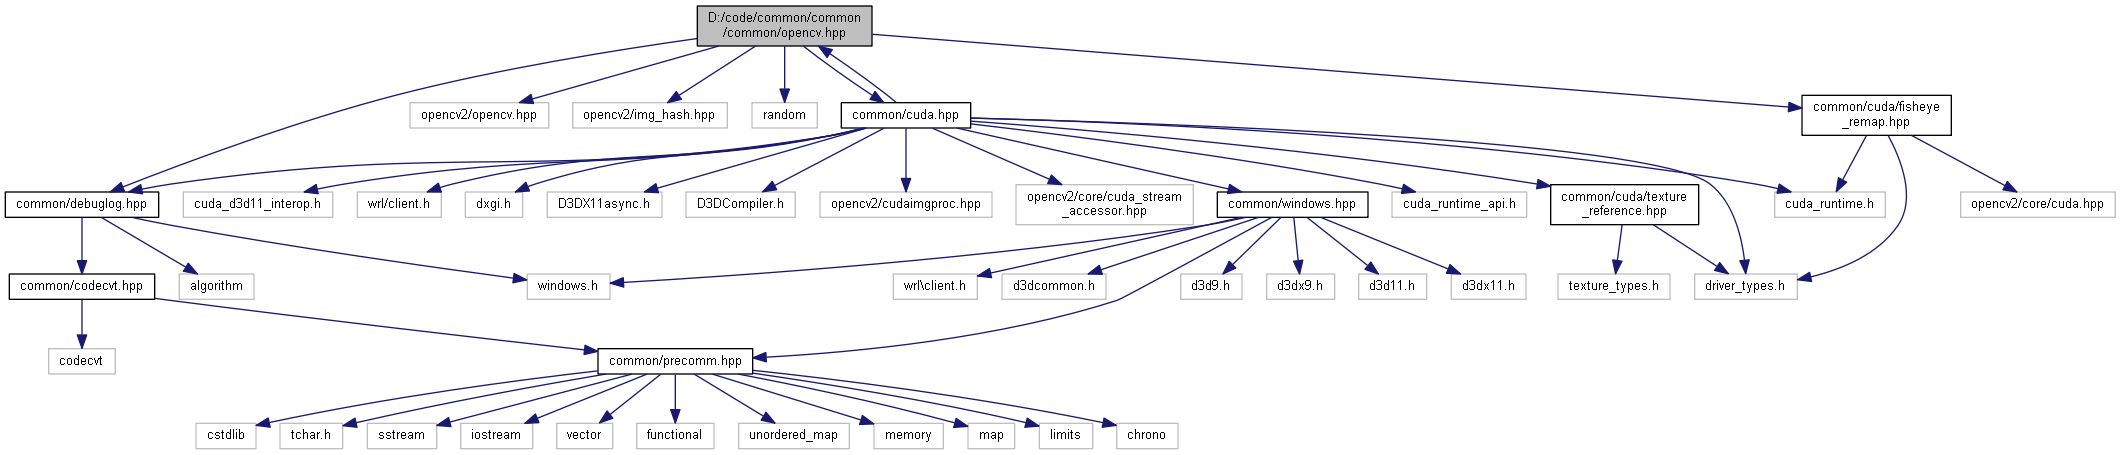 D:/code/common/common
/common/opencv.hpp
opencv2/opencv.hpp
opencv2/img_hash.hpp
random
common/cuda.hpp
common/cuda/fisheye
_remap.hpp
common/debuglog.hpp
cuda_d3d11_interop.h
wrl/client.h
dxgi.h
D3DX11async.h
D3DCompiler.h
opencv2/cudaimgproc.hpp
opencv2/core/cuda_stream
_accessor.hpp
common/windows.hpp
cuda_runtime_api.h
common/cuda/texture
_reference.hpp
cuda_runtime.h
opencv2/core/cuda.hpp
common/codecvt.hpp
algorithm
windows.h
wrl\client.h
d3dcommon.h
d3d9.h
d3dx9.h
d3d11.h
d3dx11.h
texture_types.h
driver_types.h
codecvt
common/precomm.hpp
cstdlib
tchar.h
sstream
iostream
vector
functional
unordered_map
memory
map
limits
chrono